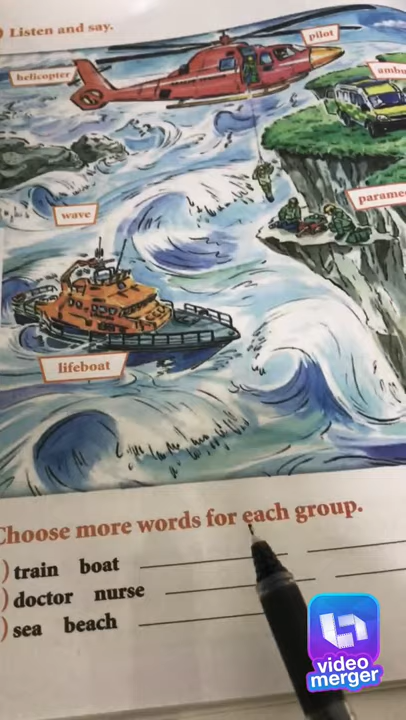 Listen and say.
pilot
helicopter
wave
lifeboat
Choose more words for each group.
) train boat
) doctor nurse
) sea beach
video
merger